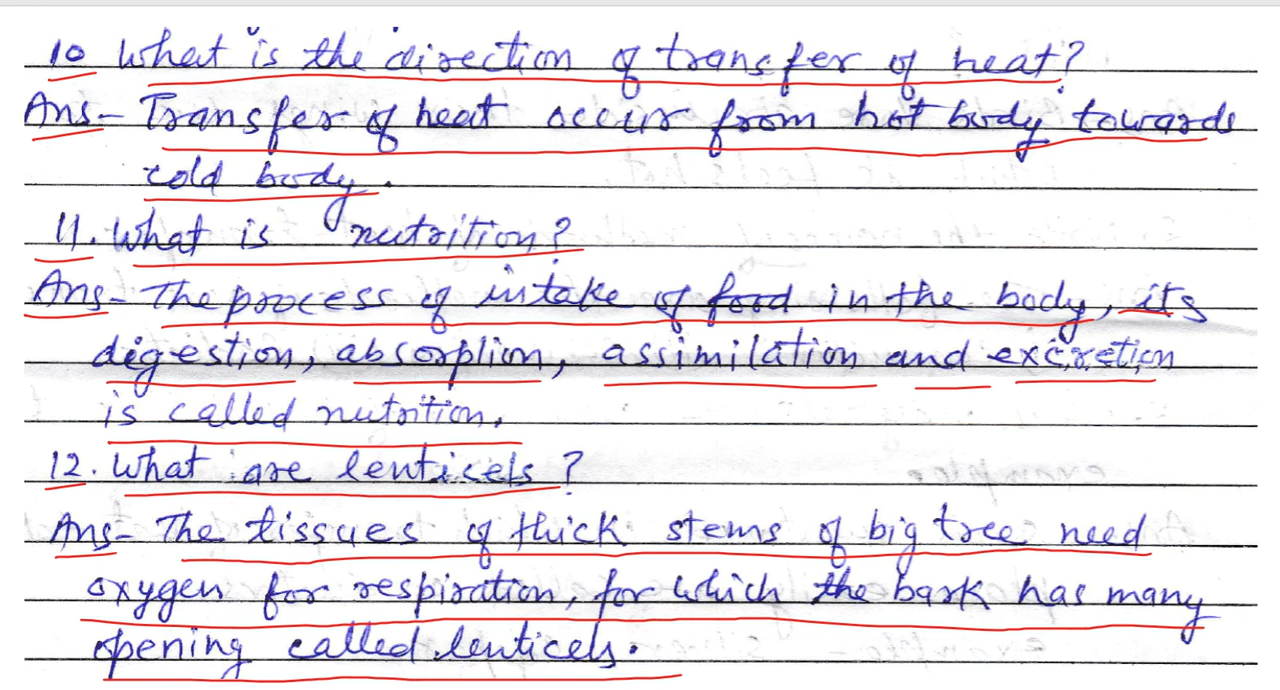 10 What is the direction of transfer of heat?
Ans- Transfer of heat occur from hot body towards
cold body.
11. What is nutrition?
Ans- The process of intake of food in the body, its
digestion, absorption, assimilation and excretion
is called nutrition.
12. What are lenticels?
Ans- The tissues of thick stems of big tree need
oxygen for respiration, for which the bark has many
opening called lenticels.